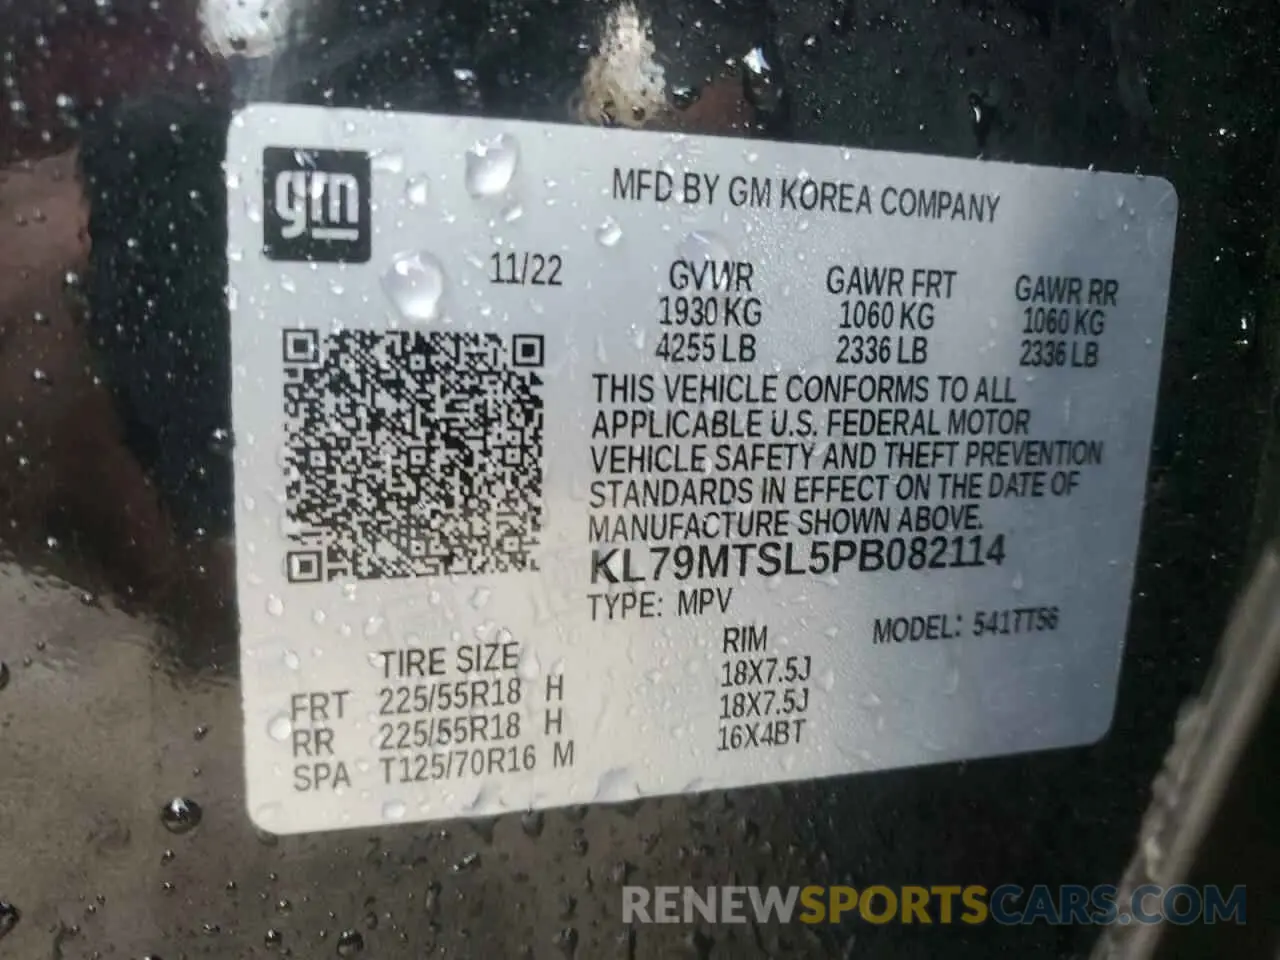 gm
MFD BY GM KOREA COMPANY
11/22
GVWR GAWR FRT GAWR RR
1930 KG 1060 KG 1060 KG
4255 LB 2336 LB 2336 LB
THIS VEHICLE CONFORMS TO ALL
APPLICABLE U.S. FEDERAL MOTOR
VEHICLE SAFETY AND THEFT PREVENTION
STANDARDS IN EFFECT ON THE DATE OF
MANUFACTURE SHOWN ABOVE.
KL79MTSL5PB082114
TYPE: MPV MODEL: 5417T56
TIRE SIZE RIM
FRT 225/55R18 H 18X7.5J
RR 225/55R18 H 18X7.5J
SPA T125/70R16 M 16X4BT
RENEWSPORTSCARS.COM